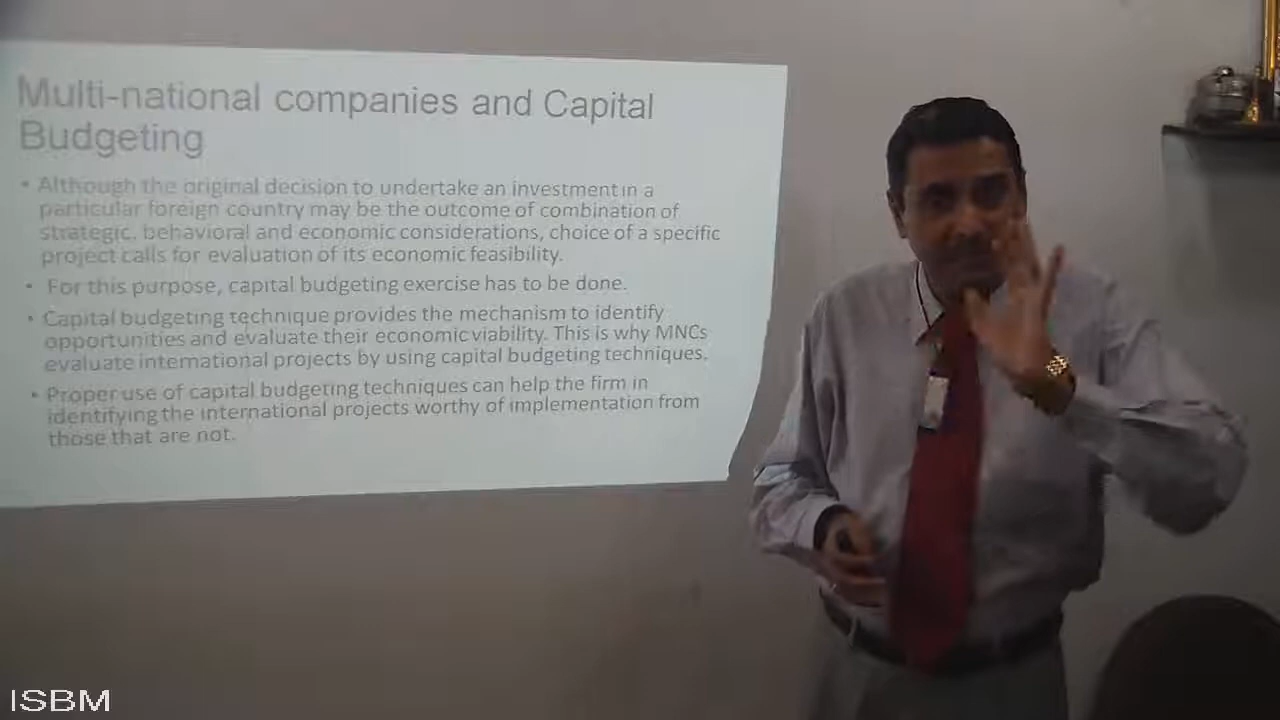 Multi-national companies and Capital
Budgeting
• Although the original decision to undertake an investment in a
particular foreign country may be the outcome of combination of
strategic, behavioral and economic considerations, choice of a specific
project calls for evaluation of its economic feasibility.
• For this purpose, capital budgeting exercise has to be done.
• Capital budgeting technique provides the mechanism to identify
opportunities and evaluate their economic viability. This is why MNCs
evaluate international projects by using capital budgeting techniques.
• Proper use of capital budgeting techniques can help the firm in
identifying the international projects worthy of implementation from
those that are not.
ISBM